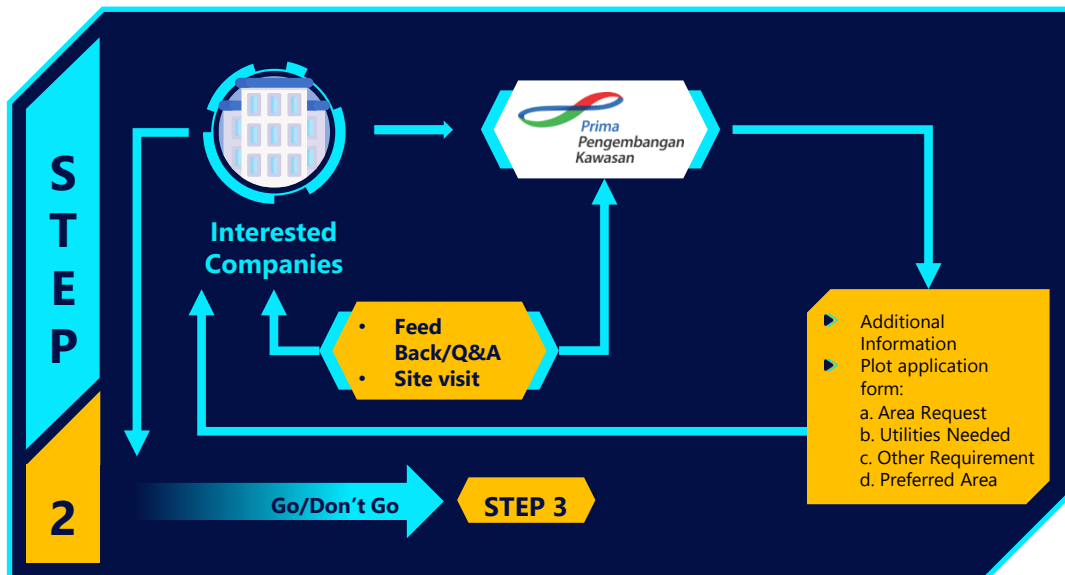 STEP
2
Interested
Companies
Prima
Pengembangan
Kawasan
• Feed
Back/Q&A
• Site visit
Additional
Information
Plot application
form:
a. Area Request
b. Utilities Needed
c. Other Requirement
d. Preferred Area
Go/Don’t Go
STEP 3